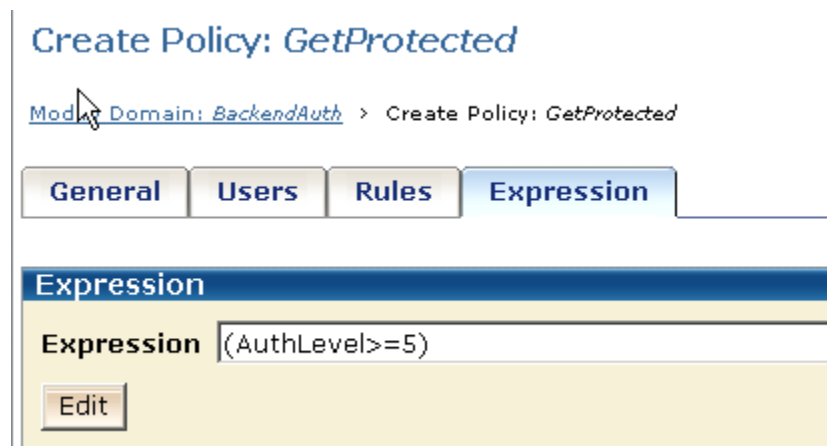 Create Policy: GetProtected
Domain: BackendAuth > Create Policy: GetProtected
General Users Rules Expression
Expression
Expression (AuthLevel>=5)
Edit